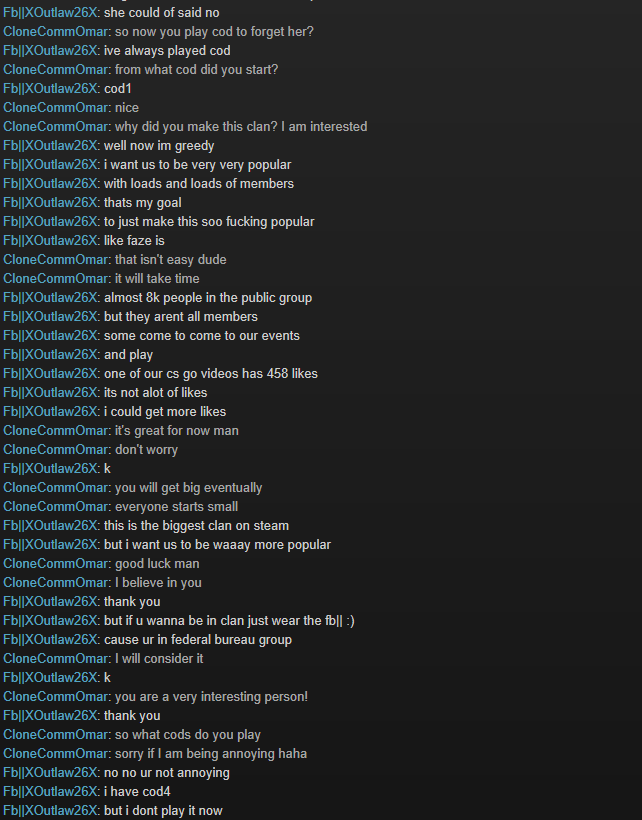 Fb||XOutlaw26X: she could of said no
CloneCommOmar: so now you play cod to forget her?
Fb||XOutlaw26X: ive always played cod
CloneCommOmar: from what cod did you start?
Fb||XOutlaw26X: cod1
CloneCommOmar: nice
CloneCommOmar: why did you make this clan? I am interested
Fb||XOutlaw26X: well now im greedy
Fb||XOutlaw26X: i want us to be very very popular
Fb||XOutlaw26X: with loads and loads of members
Fb||XOutlaw26X: thats my goal
Fb||XOutlaw26X: to just make this soo fucking popular
Fb||XOutlaw26X: like faze is
CloneCommOmar: that isn't easy dude
CloneCommOmar: it will take time
Fb||XOutlaw26X: almost 8k people in the public group
Fb||XOutlaw26X: but they arent all members
Fb||XOutlaw26X: some come to come to our events
Fb||XOutlaw26X: and play
Fb||XOutlaw26X: one of our cs go videos has 458 likes
Fb||XOutlaw26X: its not alot of likes
Fb||XOutlaw26X: i could get more likes
CloneCommOmar: it's great for now man
CloneCommOmar: don't worry
Fb||XOutlaw26X: k
CloneCommOmar: you will get big eventually
CloneCommOmar: everyone starts small
Fb||XOutlaw26X: this is the biggest clan on steam
Fb||XOutlaw26X: but i want us to be waaay more popular
CloneCommOmar: good luck man
CloneCommOmar: I believe in you
Fb||XOutlaw26X: thank you
Fb||XOutlaw26X: but if u wanna be in clan just wear the fb|| :)
Fb||XOutlaw26X: cause ur in federal bureau group
CloneCommOmar: I will consider it
Fb||XOutlaw26X: k
CloneCommOmar: you are a very interesting person!
Fb||XOutlaw26X: thank you
CloneCommOmar: so what cods do you play
CloneCommOmar: sorry if I am being annoying haha
Fb||XOutlaw26X: no no ur not annoying
Fb||XOutlaw26X: i have cod4
Fb||XOutlaw26X: but i dont play it now